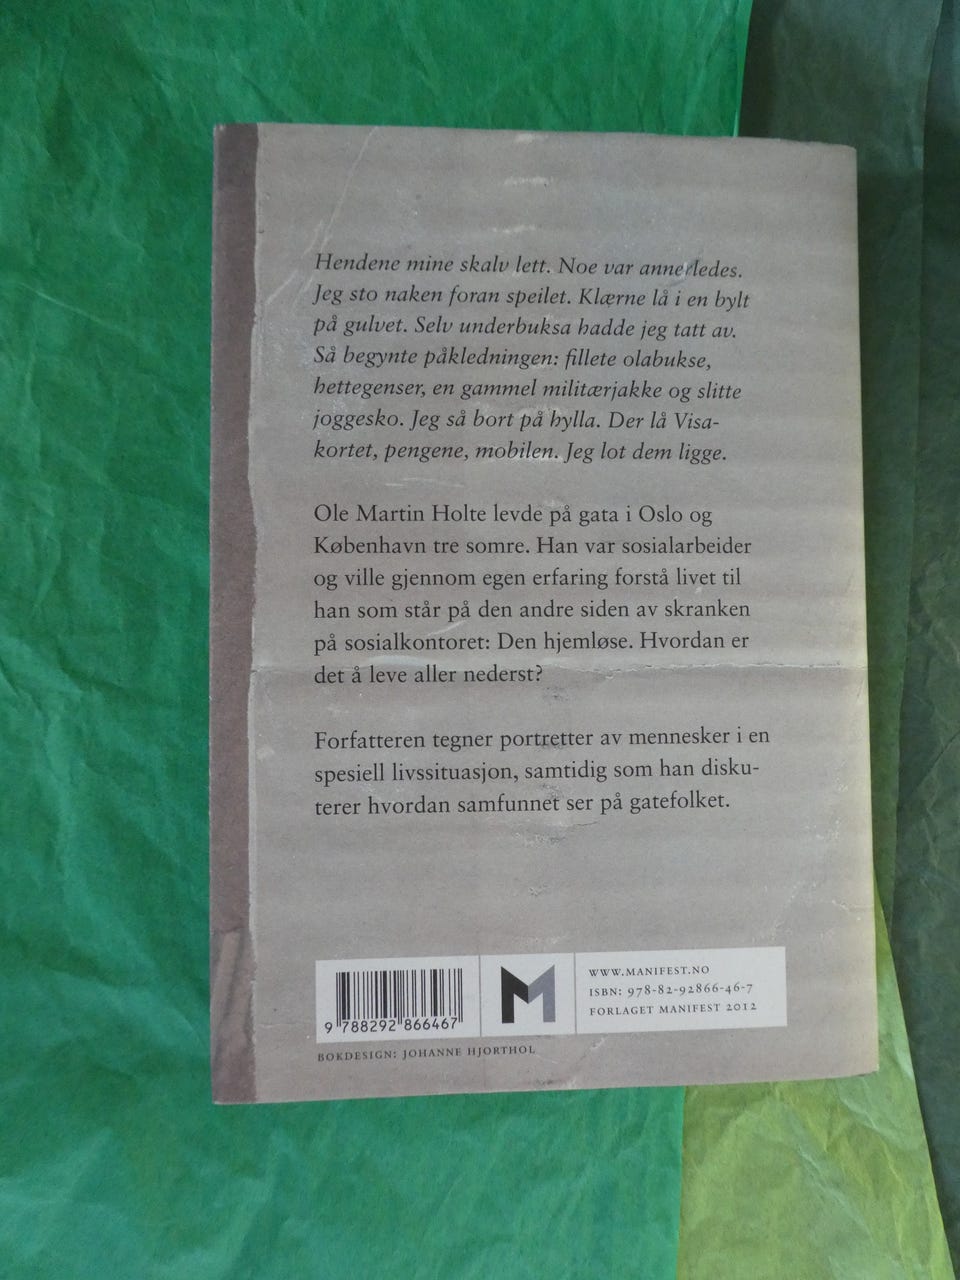 Hendene mine skalv lett. Noe var annerledes.
Jeg sto naken foran speilet. Klærne lå i en bylt
på gulvet. Selv underbuksa hadde jeg tatt av.
Så begynte påkledningen: fillete olabukse,
hettegenser, en gammel militærjakke og slitte
joggesko. Jeg så bort på hylla. Der lå Visa-
kortet, pengene, mobilen. Jeg lot dem ligge.
Ole Martin Holte levde på gata i Oslo og
København tre somre. Han var sosialarbeider
og ville gjennom egen erfaring forstå livet til
han som står på den andre siden av skranken
på sosialkontoret: Den hjemløse. Hvordan er
det å leve aller nederst?
Forfatteren tegner portretter av mennesker i en
spesiell livssituasjon, samtidig som han disku-
terer hvordan samfunnet ser på gatefolket.
9 788292 866467
M
WWW.MANIFEST.NO
ISBN: 978-82-92866-46-7
FORLAGET MANIFEST 2012
BOKDESIGN: JOHANNE HJORTHOL